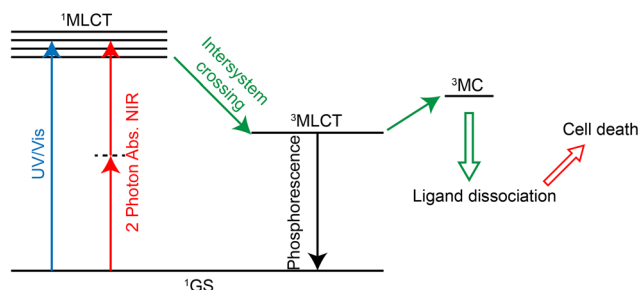 ¹MLCT
UV/Vis
2 Photon Abs. NIR
Intersystem
crossing
³MLCT
Phosphorescence
³MC
Ligand dissociation
Cell death
¹GS